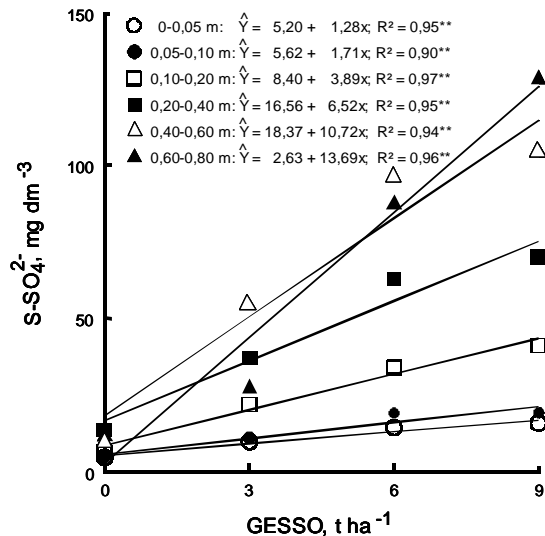 0-0,05 m: Ŷ = 5,20 + 1,28x; R² = 0,95**
0,05-0,10 m: Ŷ = 5,62 + 1,71x; R² = 0,90**
0,10-0,20 m: Ŷ = 8,40 + 3,89x; R² = 0,97**
0,20-0,40 m: Ŷ = 16,56 + 6,52x; R² = 0,95**
0,40-0,60 m: Ŷ = 18,37 + 10,72x; R² = 0,94**
0,60-0,80 m: Ŷ = 2,63 + 13,69x; R² = 0,96**
150
100
50
0
S-SO₄²⁻, mg dm⁻³
0 3 6 9
GESSO, t ha⁻¹